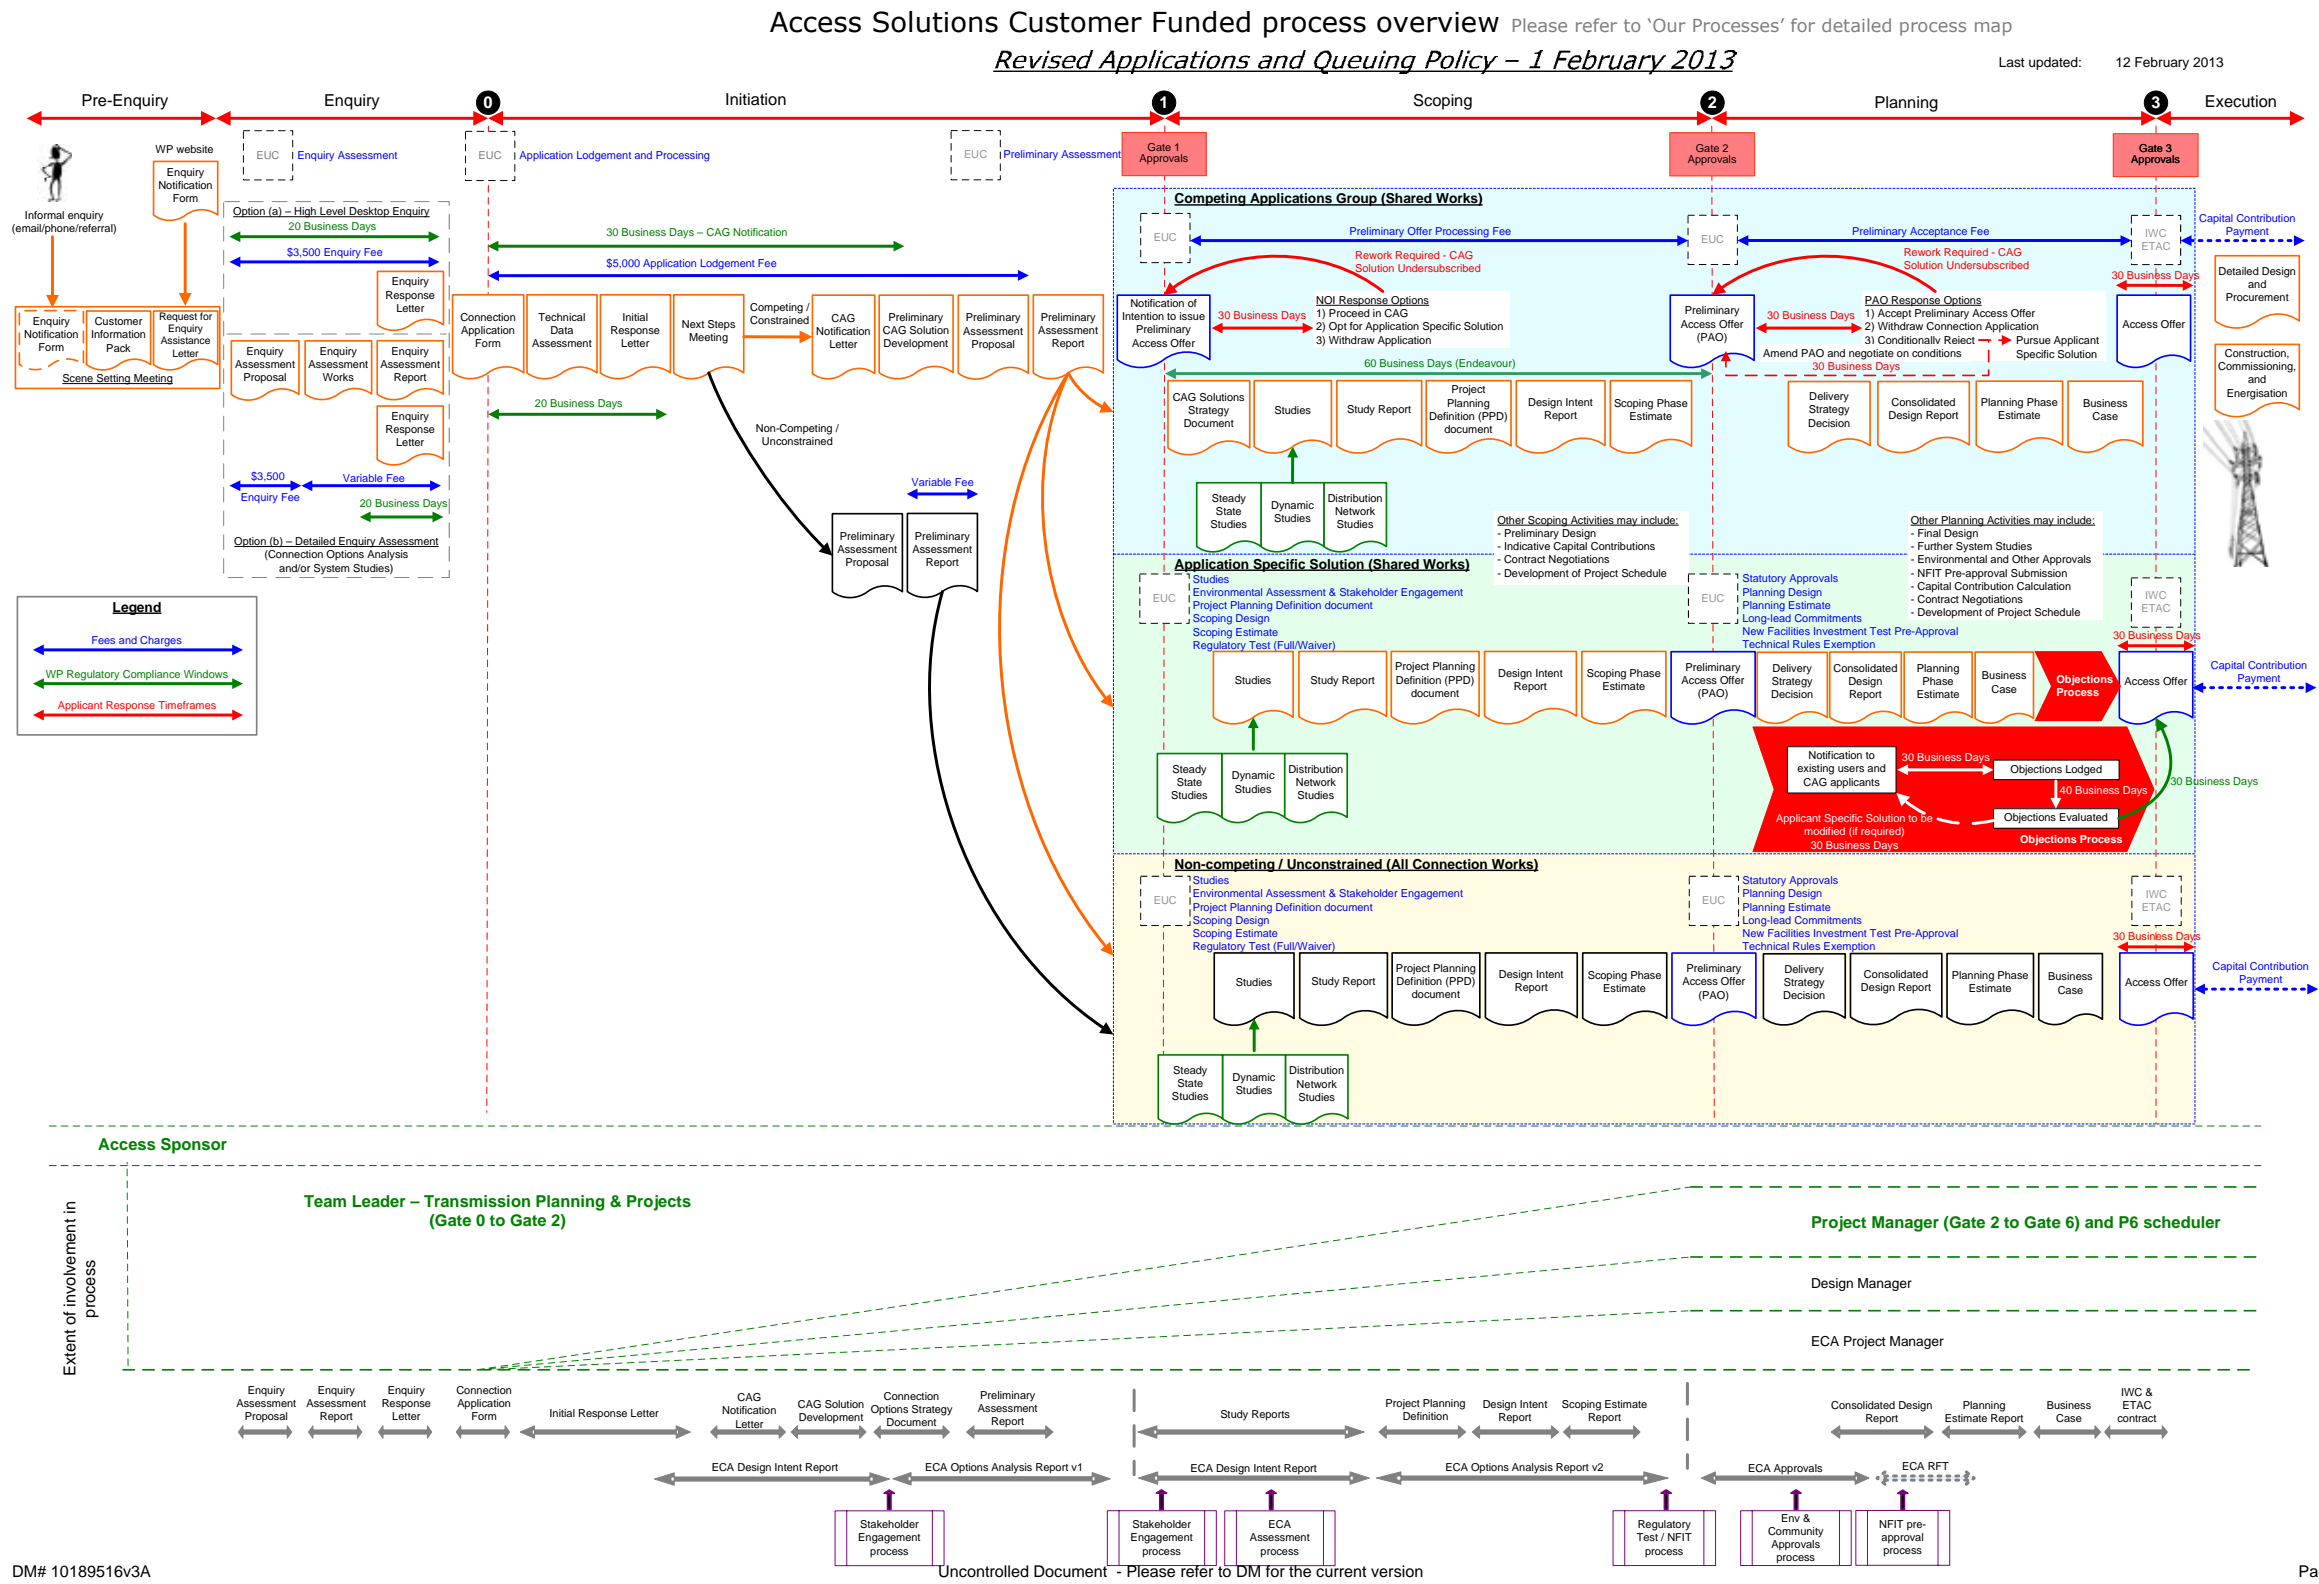 Access Solutions Customer Funded process overview Please refer to ‘Our Processes’ for detailed process map
Revised Applications and Queuing Policy – 1 February 2013
Last updated: 12 February 2013
Pre-Enquiry
Enquiry
0
Initiation
1
Scoping
2
Planning
3
Execution
Informal enquiry
(email/phone/referral)
WP website
Enquiry
Notification
Form
Enquiry
Notification
Form
Customer
Information
Pack
Request for
Enquiry
Assistance
Letter
Scene Setting Meeting
EUC
Enquiry Assessment
Option (a) – High Level Desktop Enquiry
20 Business Days
$3,500 Enquiry Fee
Enquiry
Response
Letter
Enquiry
Assessment
Proposal
Enquiry
Assessment
Works
Enquiry
Assessment
Report
Enquiry
Response
Letter
$3,500
Enquiry Fee
Variable Fee
20 Business Days
Option (b) – Detailed Enquiry Assessment
(Connection Options Analysis
and/or System Studies)
Legend
Fees and Charges
WP Regulatory Compliance Windows
Applicant Response Timeframes
EUC
Application Lodgement and Processing
EUC
Preliminary Assessment
30 Business Days – CAG Notification
$5,000 Application Lodgement Fee
Connection
Application
Form
Technical
Data
Assessment
Initial
Response
Letter
Next Steps
Meeting
Competing /
Constrained
CAG
Notification
Letter
Preliminary
CAG Solution
Development
Preliminary
Assessment
Proposal
Preliminary
Assessment
Report
20 Business Days
Non-Competing /
Unconstrained
Variable Fee
Preliminary
Assessment
Proposal
Preliminary
Assessment
Report
Gate 1
Approvals
Gate 2
Approvals
Gate 3
Approvals
Competing Applications Group (Shared Works)
EUC
Preliminary Offer Processing Fee
EUC
Preliminary Acceptance Fee
IWC
ETAC
Capital Contribution
Payment
Rework Required - CAG
Solution Undersubscribed
Rework Required - CAG
Solution Undersubscribed
30 Business Days
Notification of
Intention to issue
Preliminary
Access Offer
30 Business Days
NOI Response Options
1) Proceed in CAG
2) Opt for Application Specific Solution
3) Withdraw Application
Preliminary
Access Offer
(PAO)
30 Business Days
PAO Response Options
1) Accept Preliminary Access Offer
2) Withdraw Connection Application
3) Conditionally Reject
Pursue Applicant
Specific Solution
Amend PAO and negotiate on conditions
30 Business Days
Access Offer
Detailed Design
and
Procurement
Construction,
Commissioning,
and
Energisation
60 Business Days (Endeavour)
CAG Solutions
Strategy
Document
Studies
Study Report
Project
Planning
Definition (PPD)
document
Design Intent
Report
Scoping Phase
Estimate
Delivery
Strategy
Decision
Consolidated
Design Report
Planning Phase
Estimate
Business
Case
Steady
State
Studies
Dynamic
Studies
Distribution
Network
Studies
Other Scoping Activities may include:
- Preliminary Design
- Indicative Capital Contributions
- Contract Negotiations
- Development of Project Schedule
Other Planning Activities may include:
- Final Design
- Further System Studies
- Environmental and Other Approvals
- NFIT Pre-approval Submission
- Capital Contribution Calculation
- Contract Negotiations
- Development of Project Schedule
Application Specific Solution (Shared Works)
EUC
Studies
Environmental Assessment & Stakeholder Engagement
Project Planning Definition document
Scoping Design
Scoping Estimate
Regulatory Test (Full/Waiver)
EUC
Statutory Approvals
Planning Design
Planning Estimate
Long-lead Commitments
New Facilities Investment Test Pre-Approval
Technical Rules Exemption
IWC
ETAC
30 Business Days
Studies
Study Report
Project Planning
Definition (PPD)
document
Design Intent
Report
Scoping Phase
Estimate
Preliminary
Access Offer
(PAO)
Delivery
Strategy
Decision
Consolidated
Design
Report
Planning
Phase
Estimate
Business
Case
Objections
Process
Access Offer
Capital Contribution
Payment
Steady
State
Studies
Dynamic
Studies
Distribution
Network
Studies
Notification to
existing users and
CAG applicants
30 Business Days
Objections Lodged
40 Business Days
Objections Evaluated
Applicant Specific Solution to be
modified (if required)
30 Business Days
Objections Process
30 Business Days
Non-competing / Unconstrained (All Connection Works)
EUC
Studies
Environmental Assessment & Stakeholder Engagement
Project Planning Definition document
Scoping Design
Scoping Estimate
Regulatory Test (Full/Waiver)
EUC
Statutory Approvals
Planning Design
Planning Estimate
Long-lead Commitments
New Facilities Investment Test Pre-Approval
Technical Rules Exemption
IWC
ETAC
30 Business Days
Studies
Study Report
Project Planning
Definition (PPD)
document
Design Intent
Report
Scoping Phase
Estimate
Preliminary
Access Offer
(PAO)
Delivery
Strategy
Decision
Consolidated
Design Report
Planning Phase
Estimate
Business
Case
Access Offer
Capital Contribution
Payment
Steady
State
Studies
Dynamic
Studies
Distribution
Network
Studies
Access Sponsor
Extent of involvement in
process
Team Leader – Transmission Planning & Projects
(Gate 0 to Gate 2)
Project Manager (Gate 2 to Gate 6) and P6 scheduler
Design Manager
ECA Project Manager
Enquiry
Assessment
Proposal
Enquiry
Assessment
Report
Enquiry
Response
Letter
Connection
Application
Form
Initial Response Letter
CAG
Notification
Letter
CAG Solution
Development
Connection
Options Strategy
Document
Preliminary
Assessment
Report
Study Reports
Project Planning
Definition
Design Intent
Report
Scoping Estimate
Report
Consolidated Design
Report
Planning
Estimate Report
Business
Case
IWC &
ETAC
contract
ECA Design Intent Report
ECA Options Analysis Report v1
ECA Design Intent Report
ECA Options Analysis Report v2
ECA Approvals
ECA RFT
Stakeholder
Engagement
process
Stakeholder
Engagement
process
ECA
Assessment
process
Regulatory
Test / NFIT
process
Env &
Community
Approvals
process
NFIT pre-
approval
process
DM# 10189516v3A
Uncontrolled Document - Please refer to DM for the current version
Pa